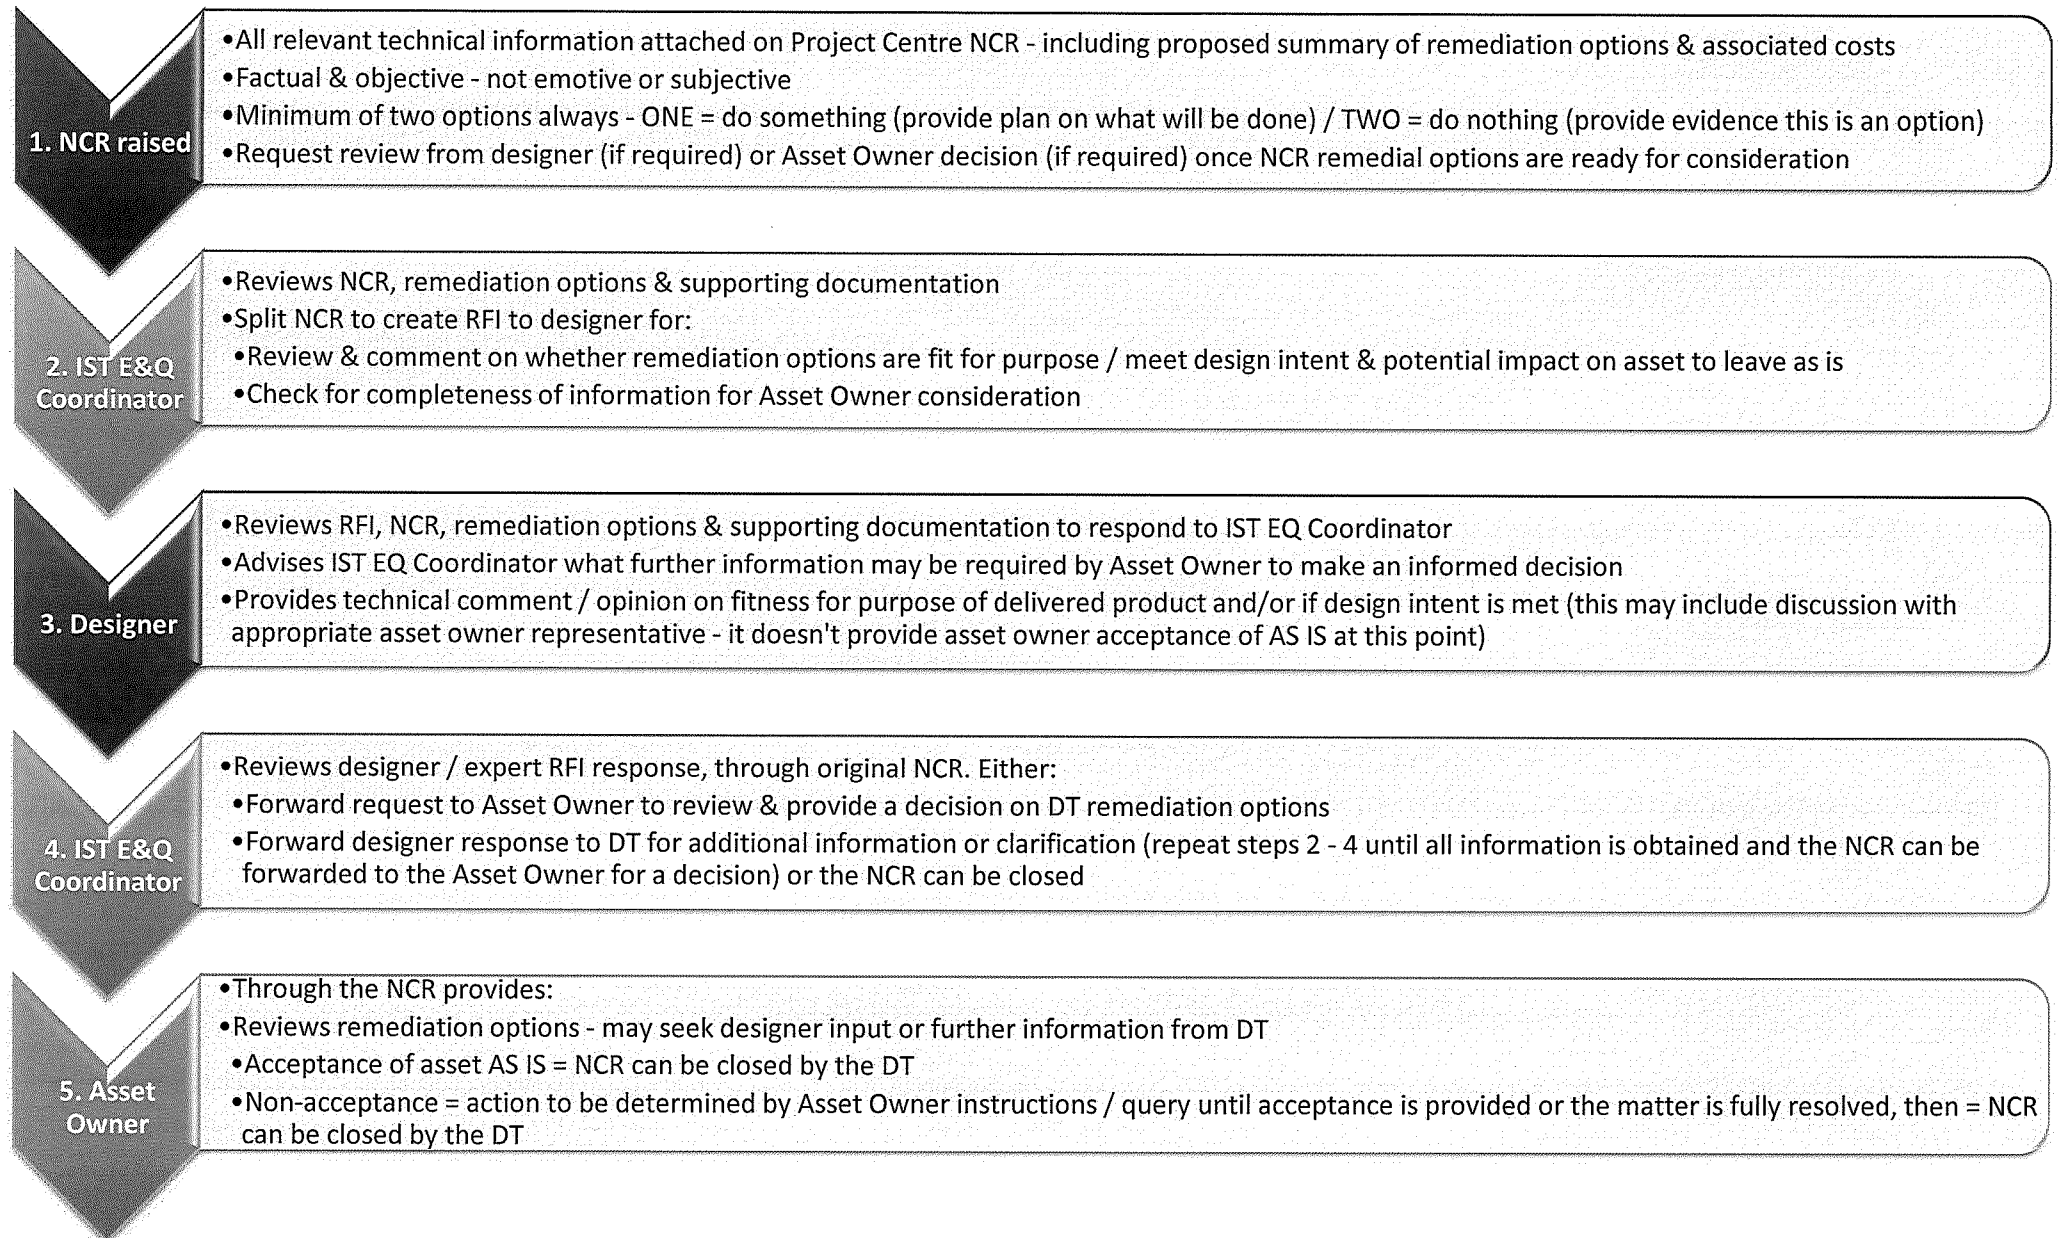 1. NCR raised
•All relevant technical information attached on Project Centre NCR - including proposed summary of remediation options & associated costs
•Factual & objective - not emotive or subjective
•Minimum of two options always - ONE = do something (provide plan on what will be done) / TWO = do nothing (provide evidence this is an option)
•Request review from designer (if required) or Asset Owner decision (if required) once NCR remedial options are ready for consideration
2. IST E&Q
Coordinator
•Reviews NCR, remediation options & supporting documentation
•Split NCR to create RFI to designer for:
•Review & comment on whether remediation options are fit for purpose / meet design intent & potential impact on asset to leave as is
•Check for completeness of information for Asset Owner consideration
3. Designer
•Reviews RFI, NCR, remediation options & supporting documentation to respond to IST EQ Coordinator
•Advises IST EQ Coordinator what further information may be required by Asset Owner to make an informed decision
•Provides technical comment / opinion on fitness for purpose of delivered product and/or if design intent is met (this may include discussion with
appropriate asset owner representative - it doesn't provide asset owner acceptance of AS IS at this point)
4. IST E&Q
Coordinator
•Reviews designer / expert RFI response, through original NCR. Either:
•Forward request to Asset Owner to review & provide a decision on DT remediation options
•Forward designer response to DT for additional information or clarification (repeat steps 2 - 4 until all information is obtained and the NCR can be
forwarded to the Asset Owner for a decision) or the NCR can be closed
5. Asset
Owner
•Through the NCR provides:
•Reviews remediation options - may seek designer input or further information from DT
•Acceptance of asset AS IS = NCR can be closed by the DT
•Non-acceptance = action to be determined by Asset Owner instructions / query until acceptance is provided or the matter is fully resolved, then = NCR
can be closed by the DT